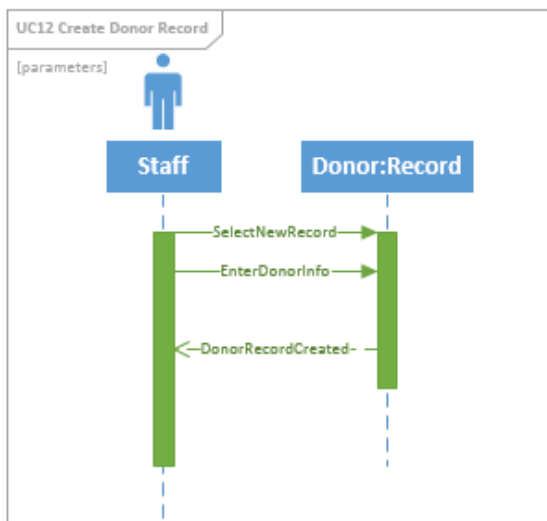 UC12 Create Donor Record
[parameters]
Staff
Donor:Record
SelectNewRecord
EnterDonorInfo
DonorRecordCreated